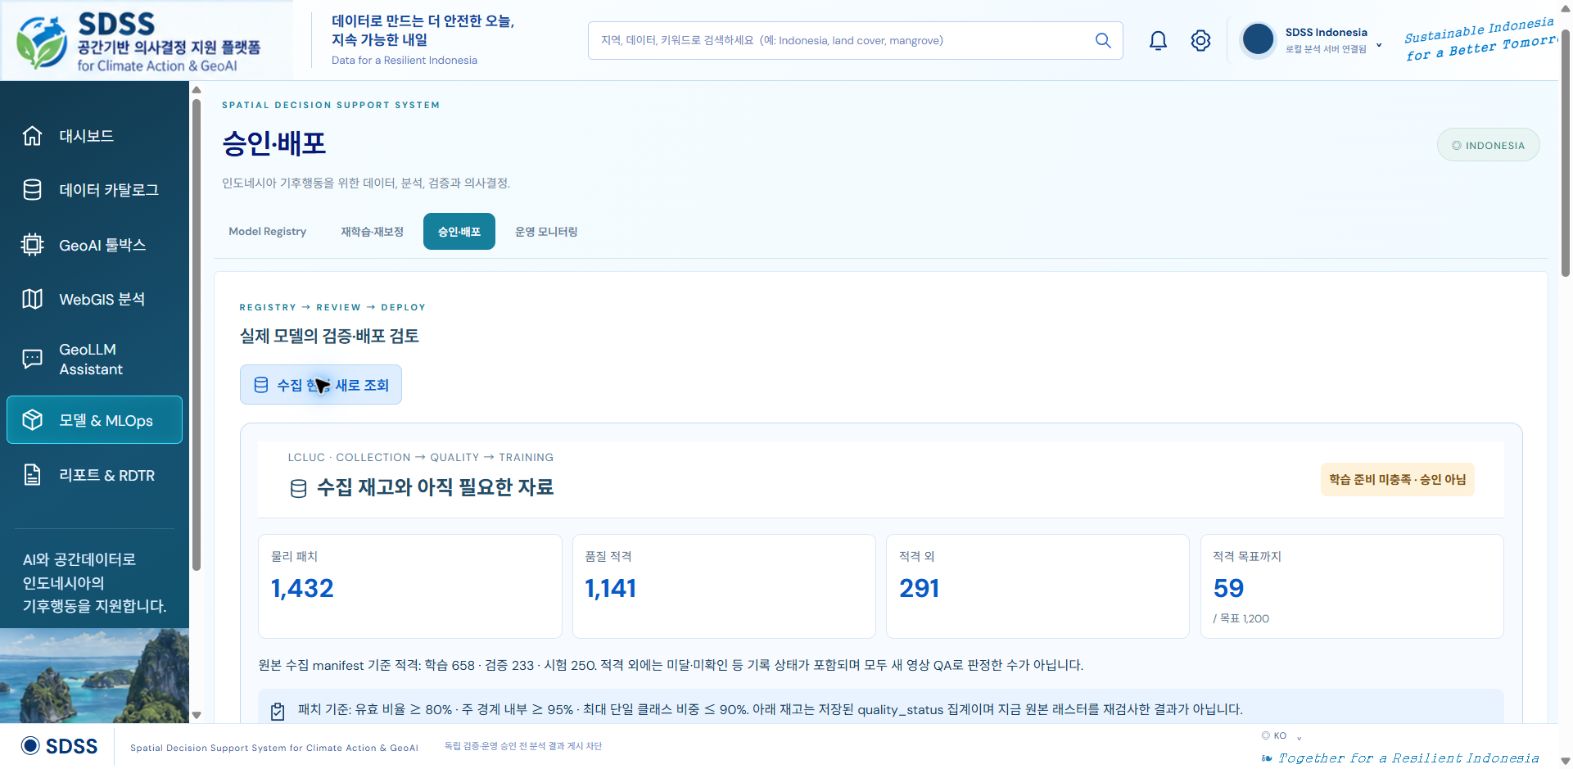 SDSS
공간기반 의사결정 지원 플랫폼
for Climate Action & GeoAI
데이터로 만드는 더 안전한 오늘,
지속 가능한 내일
Data for a Resilient Indonesia
지역, 데이터, 키워드로 검색하세요 (예: Indonesia, land cover, mangrove)
SDSS Indonesia
로컬 분석 서버 연결됨
Sustainable Indonesia
for a Better
대시보드
데이터 카탈로그
GeoAI 툴박스
WebGIS 분석
GeoLLM
Assistant
모델 & MLOps
리포트 & RDTR
AI와 공간데이터로
인도네시아의
기후행동을 지원합니다.
SPATIAL DECISION SUPPORT SYSTEM
승인·배포
INDONESIA
인도네시아 기후행동을 위한 데이터, 분석, 검증과 의사결정.
Model Registry
재학습·재보정
승인·배포
운영 모니터링
REGISTRY → REVIEW → DEPLOY
실제 모델의 검증·배포 검토
수집 새로 조회
LCLUC · COLLECTION → QUALITY → TRAINING
수집 재고와 아직 필요한 자료
학습 준비 미충족 · 승인 아님
물리 패치
1,432
품질 적격
1,141
적격 외
291
적격 목표까지
59
/ 목표 1,200
원본 수집 manifest 기준 적격: 학습 658 · 검증 233 · 시험 250. 적격 외에는 미달·미확인 등 기록 상태가 포함되며 모두 새 영상 QA로 판정한 수가 아닙니다.
패치 기준: 유효 비율 ≥ 80% · 주 경계 내부 ≥ 95% · 최대 단일 클래스 비중 ≤ 90%. 아래 재고는 저장된 quality_status 집계이며 지금 원본 래스터를 재검사한 결과가 아닙니다.
SDSS
Spatial Decision Support System for Climate Action & GeoAI
독립 검증·운영 승인 전 분석 결과 게시 차단
KO
Together for a Resilient Indonesia